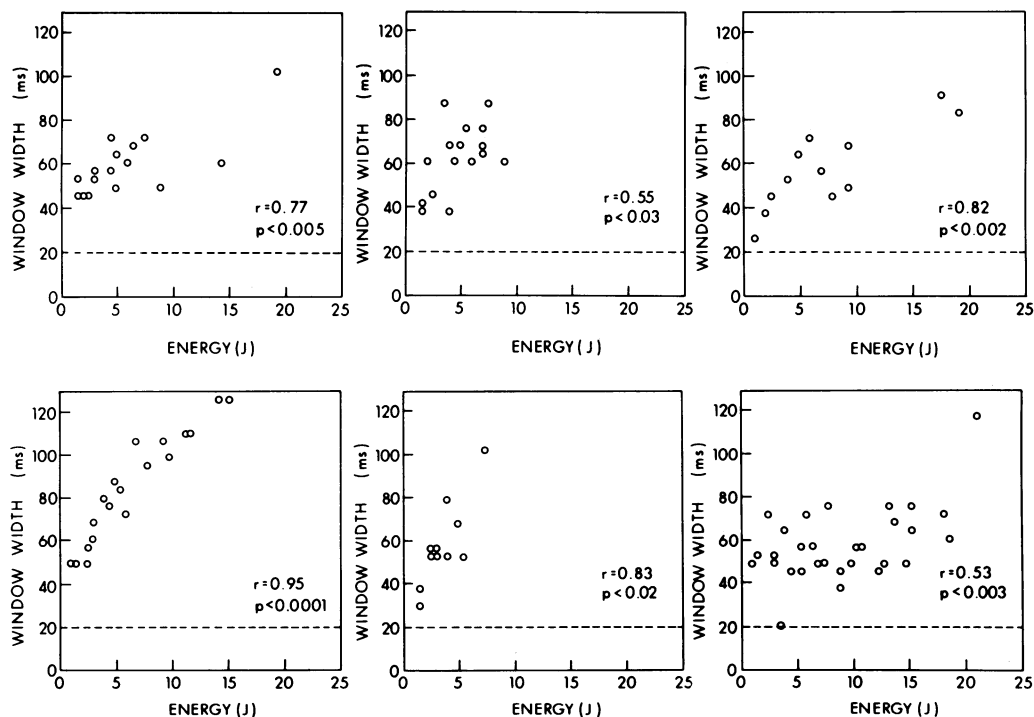 WINDOW WIDTH (ms)
120
100
80
60
40
20
0
r=0.77
p<0.005
0 5 10 15 20 25
ENERGY(J)
WINDOW WIDTH (ms)
120
100
80
60
40
20
0
r=0.55
p<0.03
0 5 10 15 20 25
ENERGY(J)
WINDOW WIDTH (ms)
120
100
80
60
40
20
0
r=0.82
p<0.002
0 5 10 15 20 25
ENERGY(J)
WINDOW WIDTH (ms)
120
100
80
60
40
20
0
r=0.95
p<0.0001
0 5 10 15 20 25
ENERGY(J)
WINDOW WIDTH (ms)
120
100
80
60
40
20
0
r=0.83
p<0.02
0 5 10 15 20 25
ENERGY(J)
WINDOW WIDTH (ms)
120
100
80
60
40
20
0
r=0.53
p<0.003
0 5 10 15 20 25
ENERGY(J)